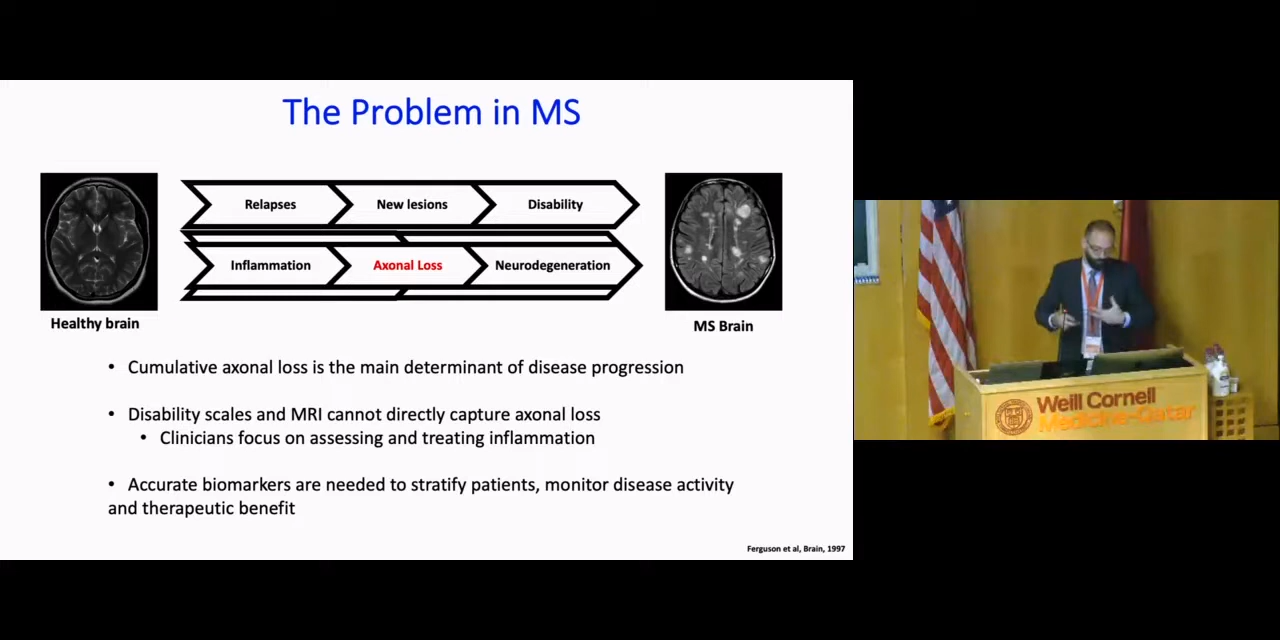 The Problem in MS
Relapses
New lesions
Disability
Inflammation
Axonal Loss
Neurodegeneration
Healthy brain
MS Brain
• Cumulative axonal loss is the main determinant of disease progression
• Disability scales and MRI cannot directly capture axonal loss
• Clinicians focus on assessing and treating inflammation
• Accurate biomarkers are needed to stratify patients, monitor disease activity
and therapeutic benefit
Ferguson et al, Brain, 1997
Weill Cornell
Medicine-Qatar